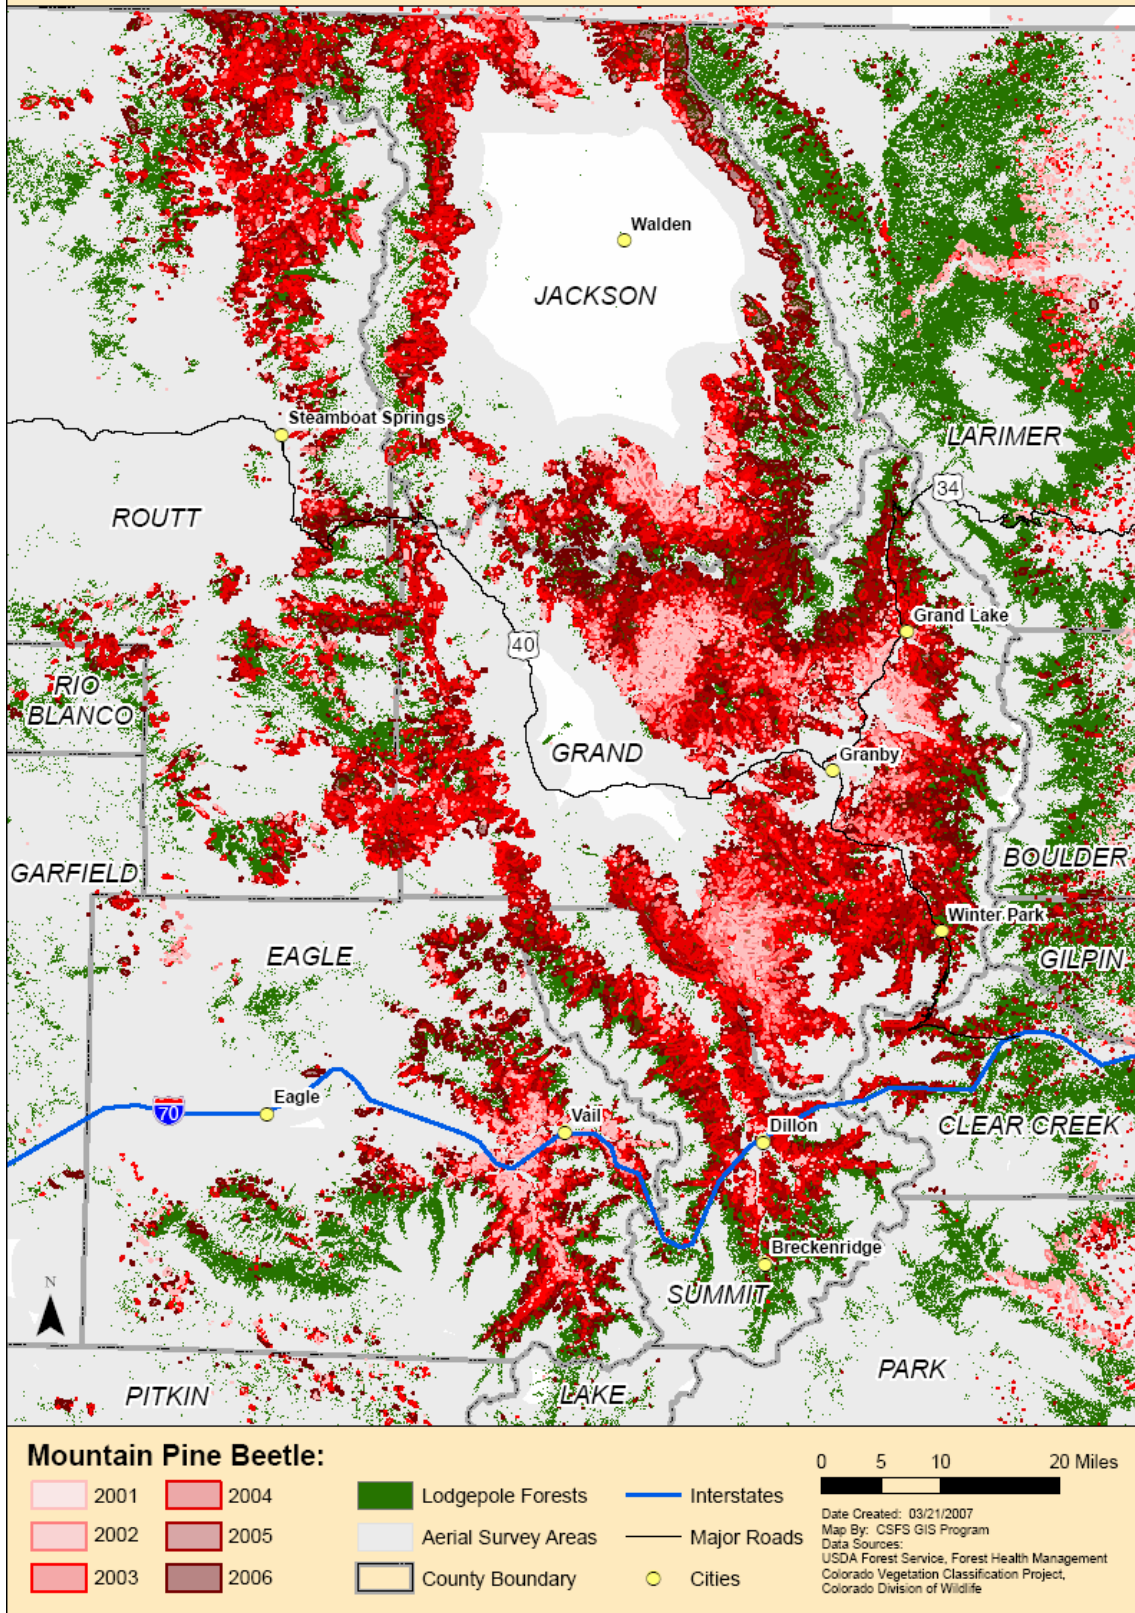 Walden
JACKSON
Steamboat Springs
LARIMER
34
ROUTT
Grand Lake
40
RIO
BLANCO
GRAND
Granby
BOULDER
GARFIELD
Winter Park
EAGLE
GILPIN
Eagle
70
Vail
Dillon
CLEAR CREEK
Breckenridge
N
SUMMIT
PARK
PITKIN
LAKE
Mountain Pine Beetle:
2001
2002
2003
2004
2005
2006
Lodgepole Forests
Aerial Survey Areas
County Boundary
Interstates
Major Roads
Cities
0 5 10 20 Miles
Date Created: 03/21/2007
Map By: CSFS GIS Program
Data Sources:
USDA Forest Service, Forest Health Management
Colorado Vegetation Classification Project,
Colorado Division of Wildlife